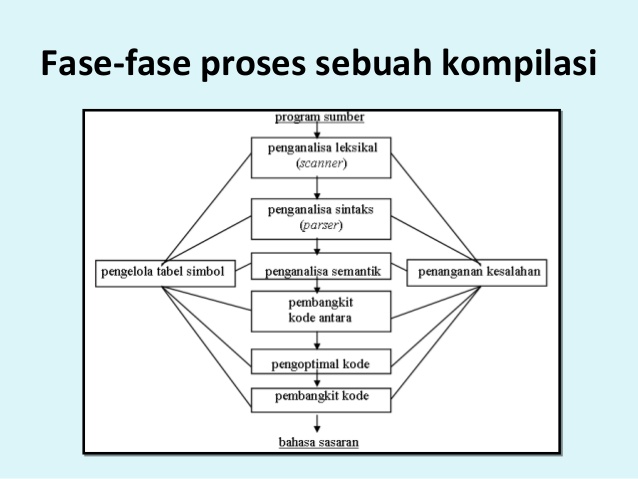 Fase-fase proses sebuah kompilasi
program sumber
penganalisa leksikal
(scanner)
penganalisa sintaks
(parser)
pengelola tabel simbol
penganalisa semantik
penanganan kesalahan
pembangkit
kode antara
pengoptimal kode
pembangkit kode
bahasa sasaran